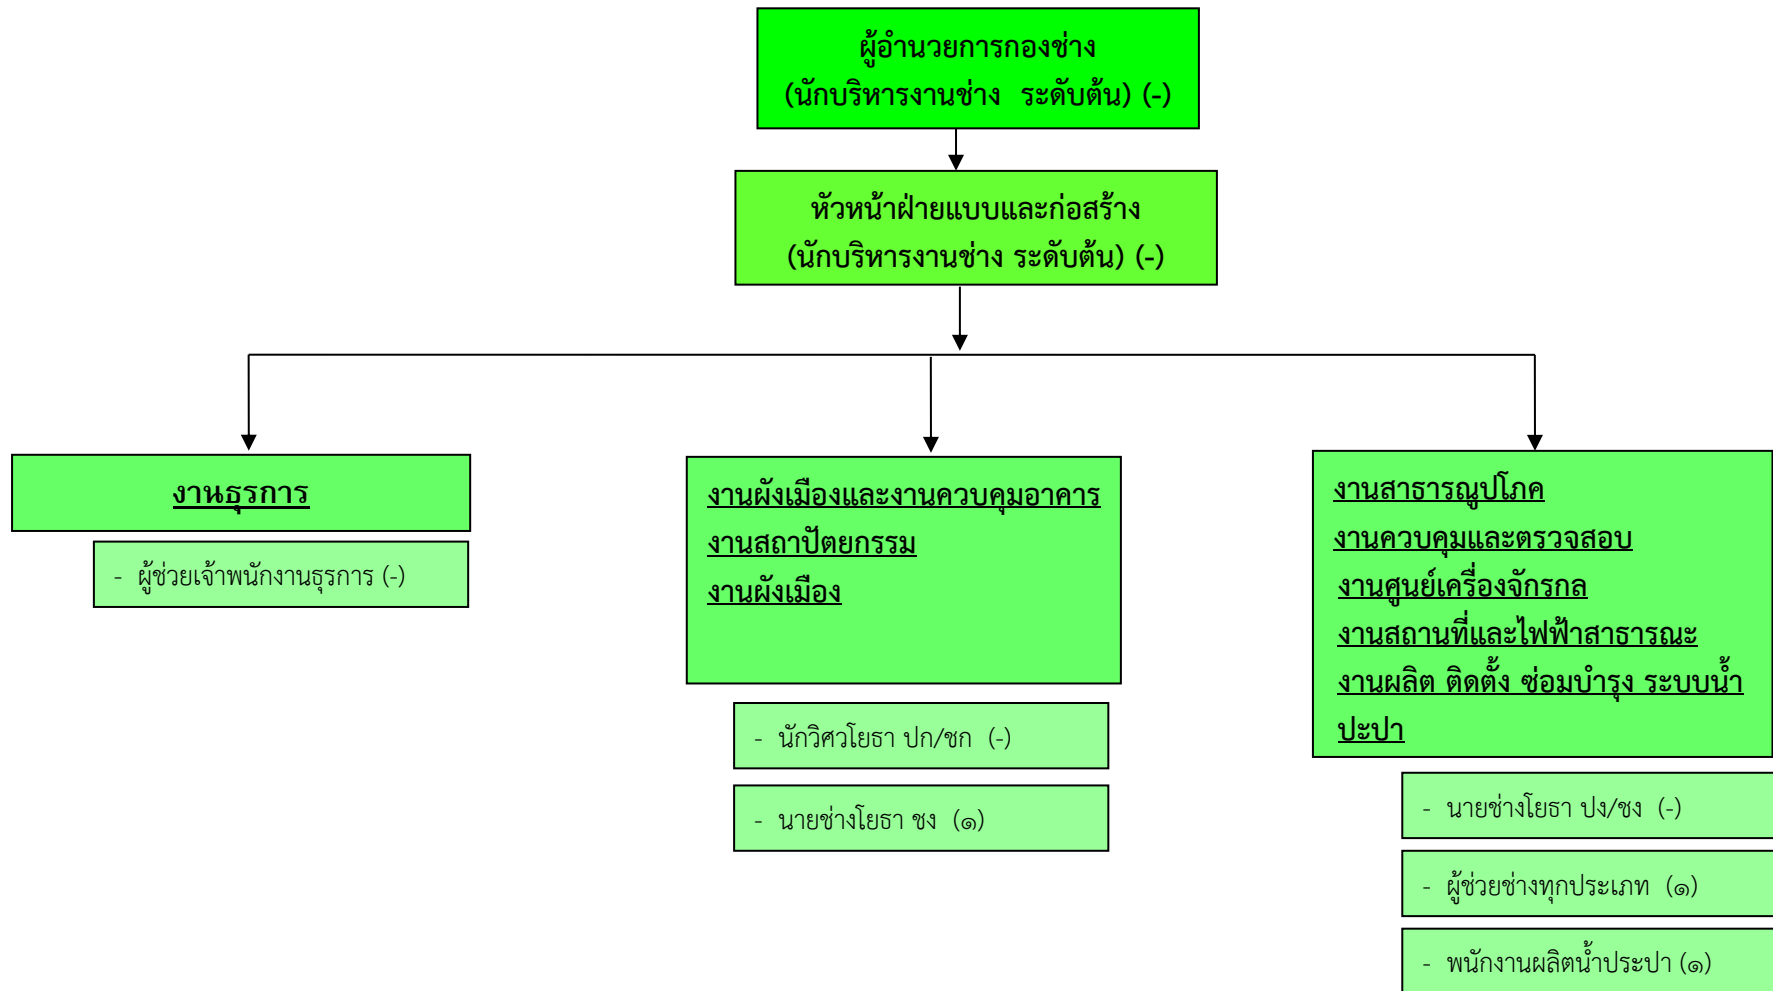 ผู้อำนวยการกองช่าง
(นักบริหารงานช่าง ระดับต้น) (-)
หัวหน้าฝ่ายแบบและก่อสร้าง
(นักบริหารงานช่าง ระดับต้น) (-)
งานธุรการ
- ผู้ช่วยเจ้าพนักงานธุรการ (-)
งานผังเมืองและงานควบคุมอาคาร
งานสถาปัตยกรรม
งานผังเมือง
- นักวิศวโยธา ปก/ชก (-)
- นายช่างโยธา ชง (๑)
งานสาธารณูปโภค
งานควบคุมและตรวจสอบ
งานศูนย์เครื่องจักรกล
งานสถานที่และไฟฟ้าสาธารณะ
งานผลิต ติดตั้ง ซ่อมบำรุง ระบบน้ำ
ปะปา
- นายช่างโยธา ปง/ชง (-)
- ผู้ช่วยช่างทุกประเภท (๑)
- พนักงานผลิตน้ำประปา (๑)